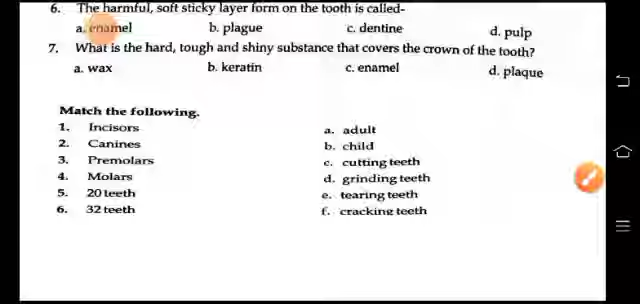 6. The harmful, soft sticky layer form on the tooth is called-
a. enamel b. plague c. dentine d. pulp
7. What is the hard, tough and shiny substance that covers the crown of the tooth?
a. wax b. keratin c. enamel d. plaque
Match the following.
1. Incisors a. adult
2. Canines b. child
3. Premolars c. cutting teeth
4. Molars d. grinding teeth
5. 20 teeth e. tearing teeth
6. 32 teeth f. cracking teeth